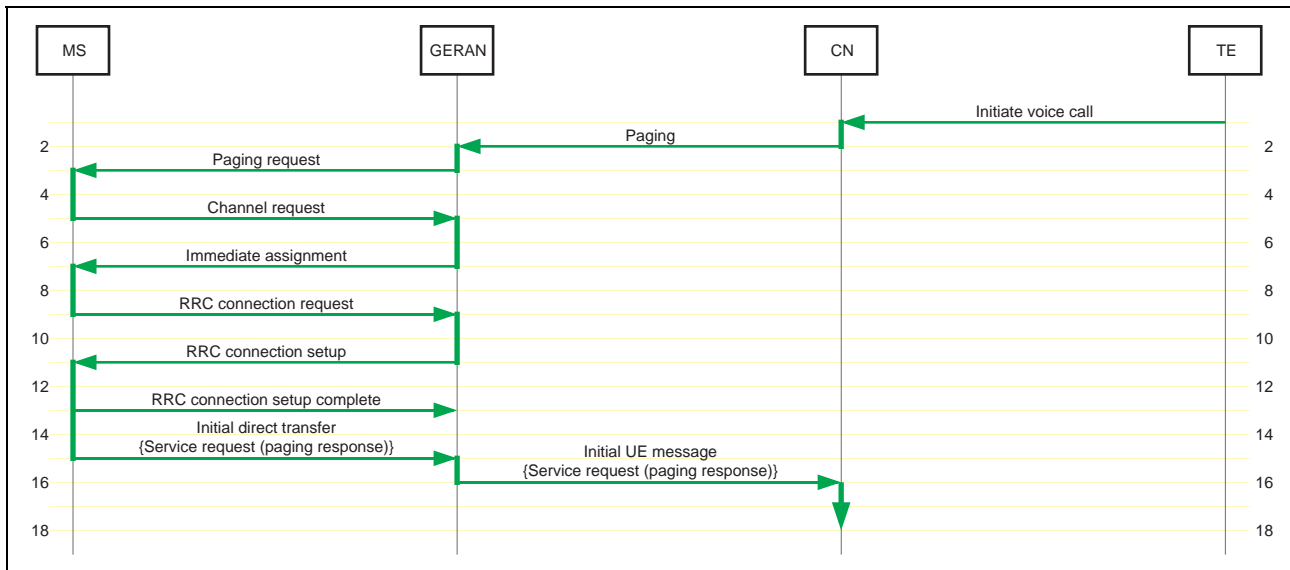 MS GERAN CN TE
Initiate voice call
2 Paging 2
Paging request
4 4
Channel request
6 6
Immediate assignment
8 8
RRC connection request
10 10
RRC connection setup
12 12
RRC connection setup complete
Initial direct transfer
14 14
{Service request (paging response)}
Initial UE message
{Service request (paging response)}
16 16
18 18